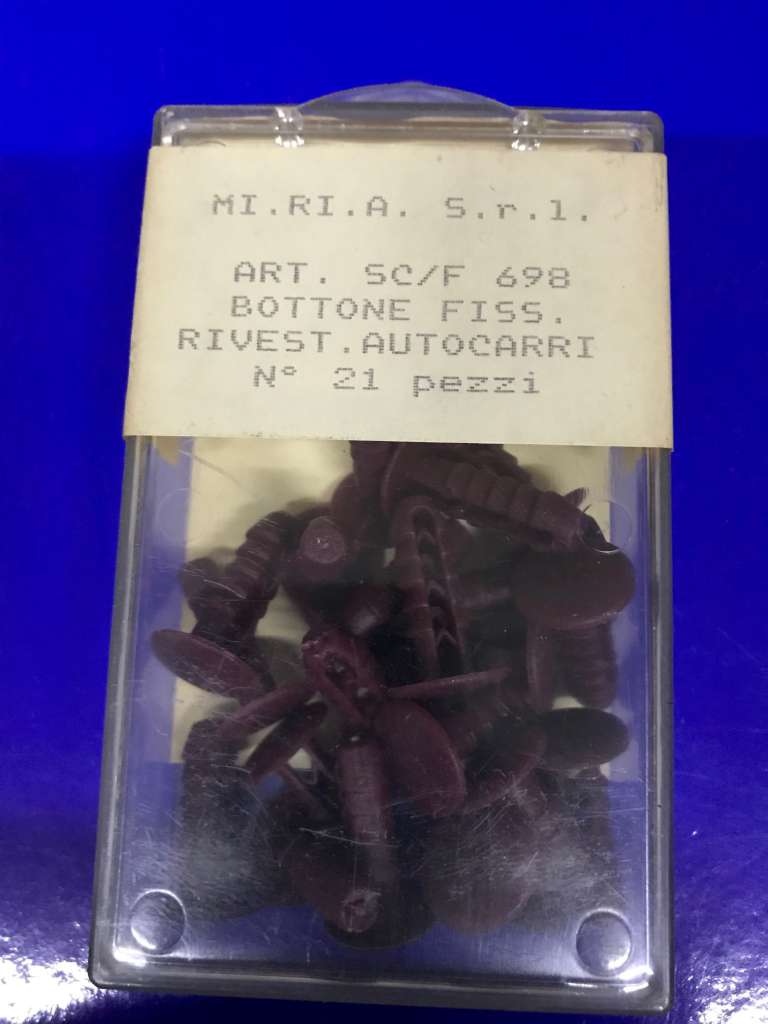 MI.RI.A. S.r.l.
ART. SC/F 698
BOTTONE FISS.
RIVEST.AUTOCARRI
N° 21 pezzi